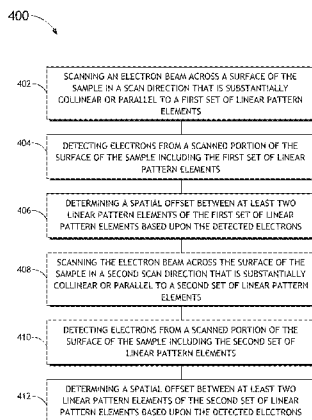 400
402
SCANNING AN ELECTRON BEAM ACROSS A SURFACE OF THE
SAMPLE IN A SCAN DIRECTION THAT IS SUBSTANTIALLY
COLLINEAR OR PARALLEL TO A FIRST SET OF LINEAR PATTERN
ELEMENTS
404
DETECTING ELECTRONS FROM A SCANNED PORTION OF THE
SURFACE OF THE SAMPLE INCLUDING THE FIRST SET OF LINEAR
PATTERN ELEMENTS
406
DETERMINING A SPATIAL OFFSET BETWEEN AT LEAST TWO
LINEAR PATTERN ELEMENTS OF THE FIRST SET OF LINEAR
PATTERN ELEMENTS BASED UPON THE DETECTED ELECTRONS
408
SCANNING THE ELECTRON BEAM ACROSS THE SURFACE OF THE
SAMPLE IN A SECOND SCAN DIRECTION THAT IS SUBSTANTIALLY
COLLINEAR OR PARALLEL TO A SECOND SET OF LINEAR PATTERN
ELEMENTS
410
DETECTING ELECTRONS FROM A SCANNED PORTION OF THE
SURFACE OF THE SAMPLE INCLUDING THE SECOND SET OF
LINEAR PATTERN ELEMENTS
412
DETERMINING A SPATIAL OFFSET BETWEEN AT LEAST TWO
LINEAR PATTERN ELEMENTS OF THE SECOND SET OF LINEAR
PATTERN ELEMENTS BASED UPON THE DETECTED ELECTRONS